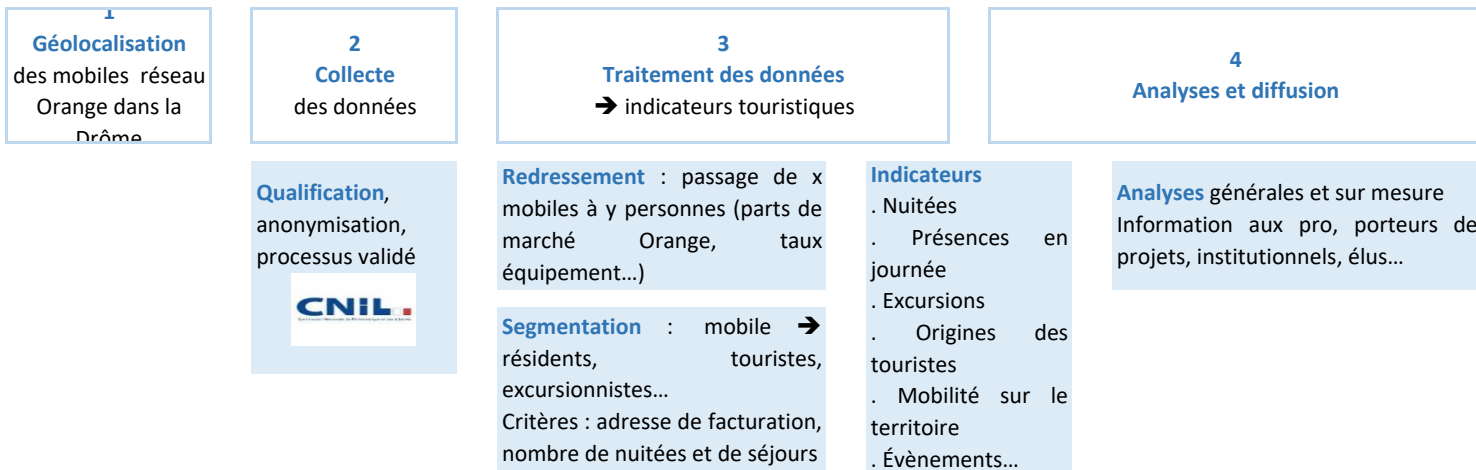 1
Géolocalisation
des mobiles réseau
Orange dans la
Drôme
2
Collecte
des données
3
Traitement des données
➔ indicateurs touristiques
4
Analyses et diffusion
Qualification,
anonymisation,
processus validé
CNIL
Redressement : passage de x
mobiles à y personnes (parts de
marché Orange, taux
équipement…)
Segmentation : mobile ➔
résidents, touristes,
excursionnistes…
Critères : adresse de facturation,
nombre de nuitées et de séjours
Indicateurs
. Nuitées
. Présences en
journée
. Excursions
. Origines des
touristes
. Mobilité sur le
territoire
. Évènements…
Analyses générales et sur mesure
Information aux pro, porteurs de
projets, institutionnels, élus…